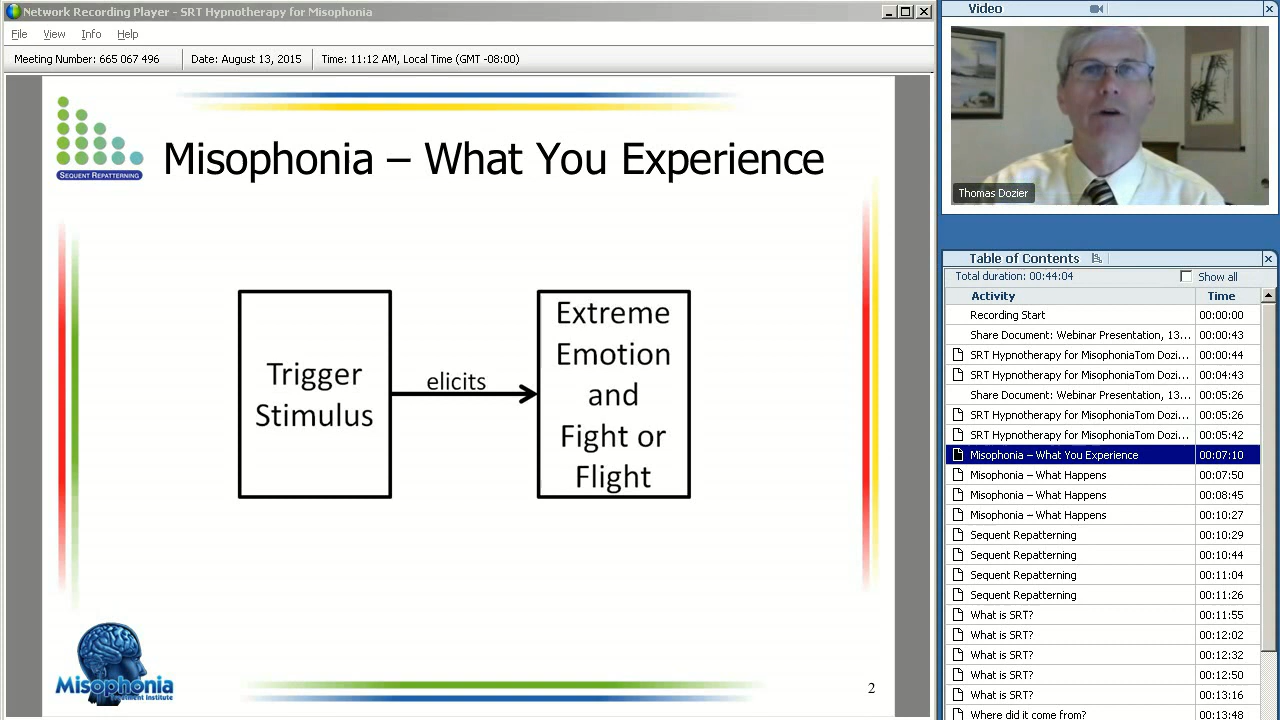 Network Recording Player - SRT Hypnotherapy for Misophonia
File View Info Help
Meeting Number: 665 067 496 Date: August 13, 2015 Time: 11:12 AM, Local Time (GMT -08:00)
SEQUENT REPATTERNING
Misophonia – What You Experience
Trigger
Stimulus
elicits
Extreme
Emotion
and
Fight or
Flight
Misophonia
Treatment Institute
2
Video
Thomas Dozier
Table of Contents
Total duration: 00:44:04 Show all
Activity Time
Recording Start 00:00:00
Share Document: Webinar Presentation, 13... 00:00:43
SRT Hypnotherapy for MisophoniaTom Dozi... 00:00:44
SRT Hypnotherapy for MisophoniaTom Dozi... 00:04:43
Share Document: Webinar Presentation, 13... 00:05:26
SRT Hypnotherapy for MisophoniaTom Dozi... 00:05:26
SRT Hypnotherapy for MisophoniaTom Dozi... 00:05:42
Misophonia – What You Experience 00:07:10
Misophonia – What Happens 00:07:50
Misophonia – What Happens 00:08:45
Misophonia – What Happens 00:10:27
Sequent Repatterning 00:10:29
Sequent Repatterning 00:10:44
Sequent Repatterning 00:11:04
Sequent Repatterning 00:11:26
What is SRT? 00:11:55
What is SRT? 00:12:02
What is SRT? 00:12:32
What is SRT? 00:12:50
What is SRT? 00:13:16
Where did it come from? 00:13:48